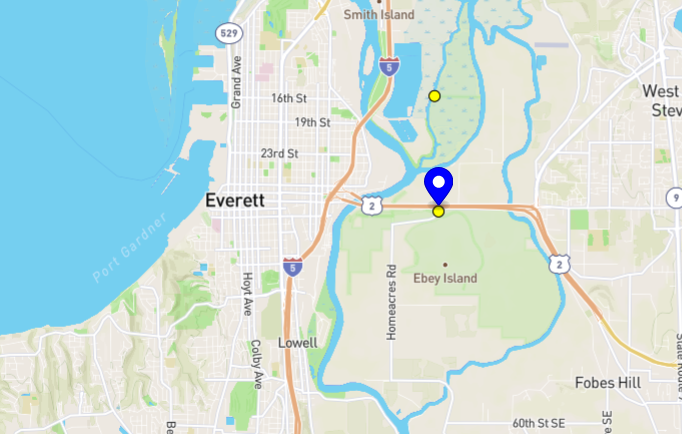 Smith Island
529
5
Grand Ave
West
Stev
16th St
19th St
23rd St
Everett
2
9
Port Gardner
5
2
Ebey Island
Hoyt Ave
Homeacres Rd
Lowell
Colby Ave
State Route
Fobes Hill
60th St SE
Be
SE